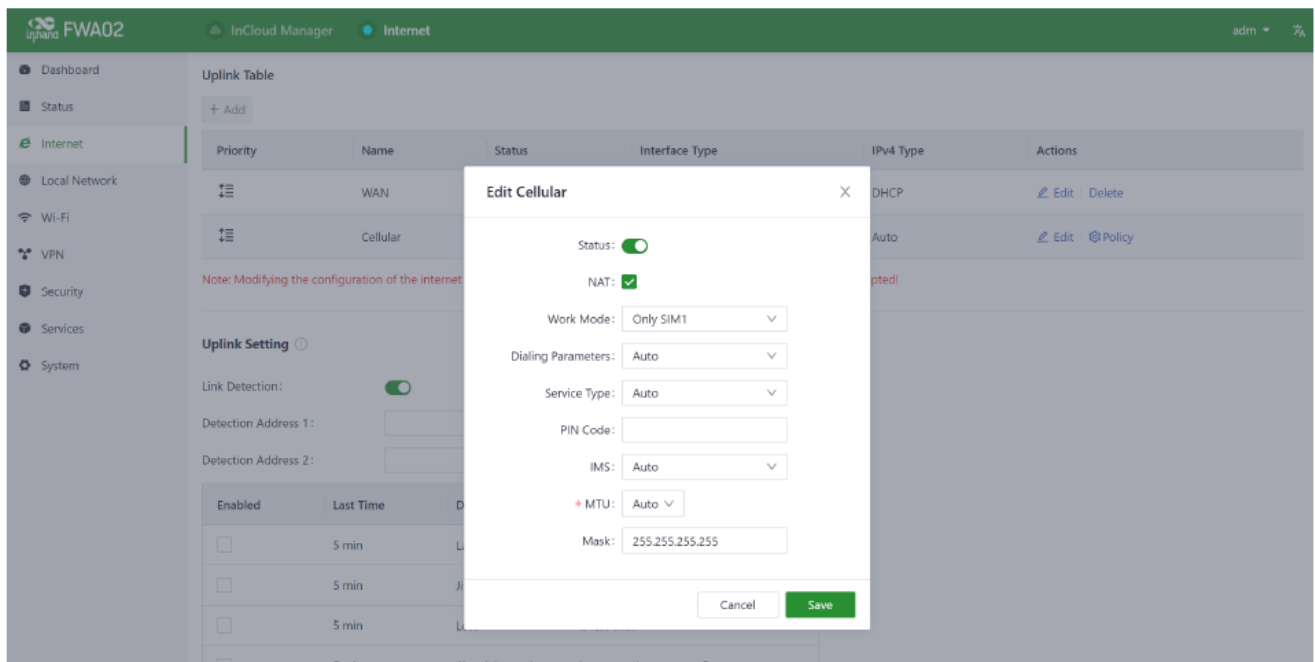 inhand FWA02 InCloud Manager Internet adm
Dashboard
Status
Internet
Local Network
Wi-Fi
VPN
Security
Services
System
Uplink Table
+ Add
Priority Name Status Interface Type IPv4 Type Actions
WAN DHCP Edit Delete
Cellular Auto Edit Policy
Note: Modifying the configuration of the internet
Uplink Setting
Link Detection:
Detection Address 1:
Detection Address 2:
Enabled Last Time
5 min
5 min
5 min
Edit Cellular
Status:
NAT:
Work Mode: Only SIM1
Dialing Parameters: Auto
Service Type: Auto
PIN Code:
IMS: Auto
* MTU: Auto
Mask: 255.255.255.255
Cancel Save